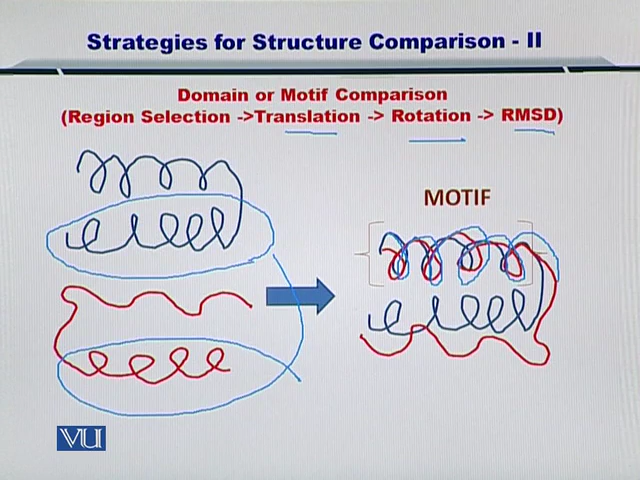 Strategies for Structure Comparison - II
Domain or Motif Comparison
(Region Selection ->Translation -> Rotation -> RMSD)
MOTIF
VU